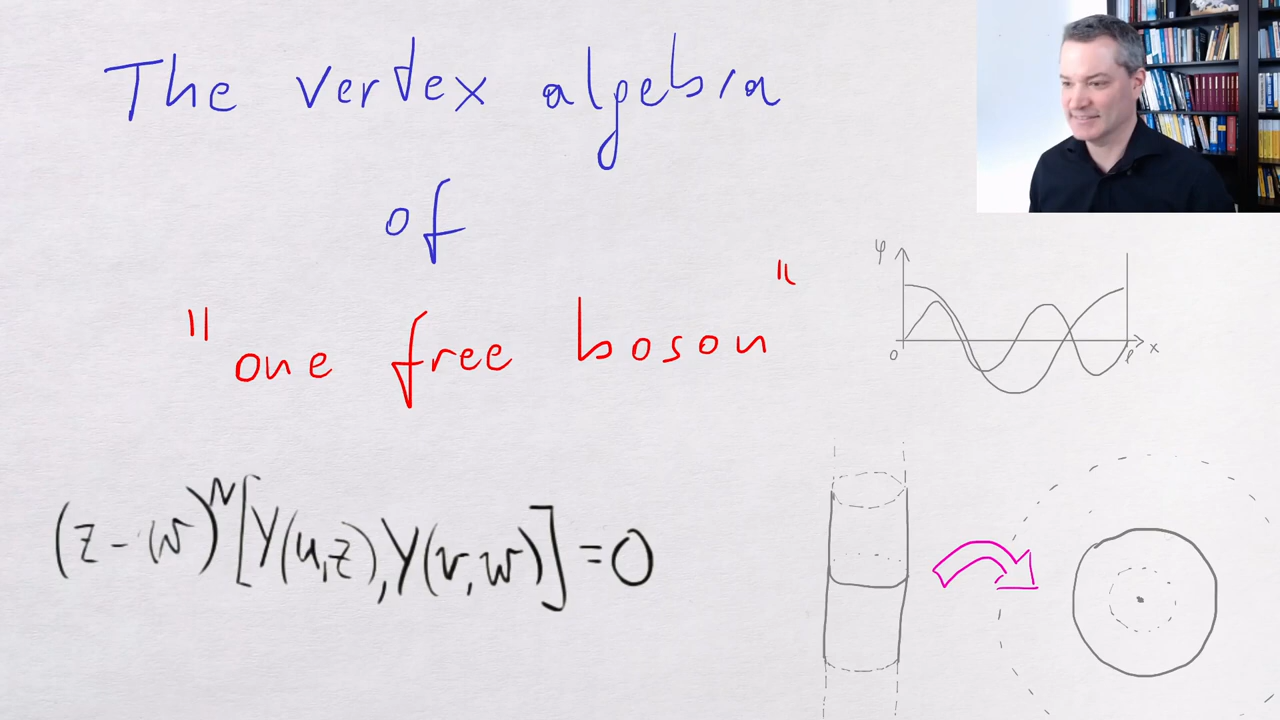 The vertex algebra
of
"one free boson"
(z-w)^N[Y(u,z),Y(v,w)]=0
φ
0
ℓ
x